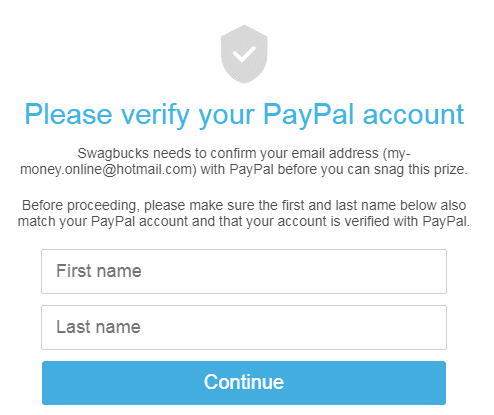 Please verify your PayPal account
Swagbucks needs to confirm your email address (my-
money.online@hotmail.com) with PayPal before you can snag this prize.
Before proceeding, please make sure the first and last name below also
match your PayPal account and that your account is verified with PayPal.
First name
Last name
Continue